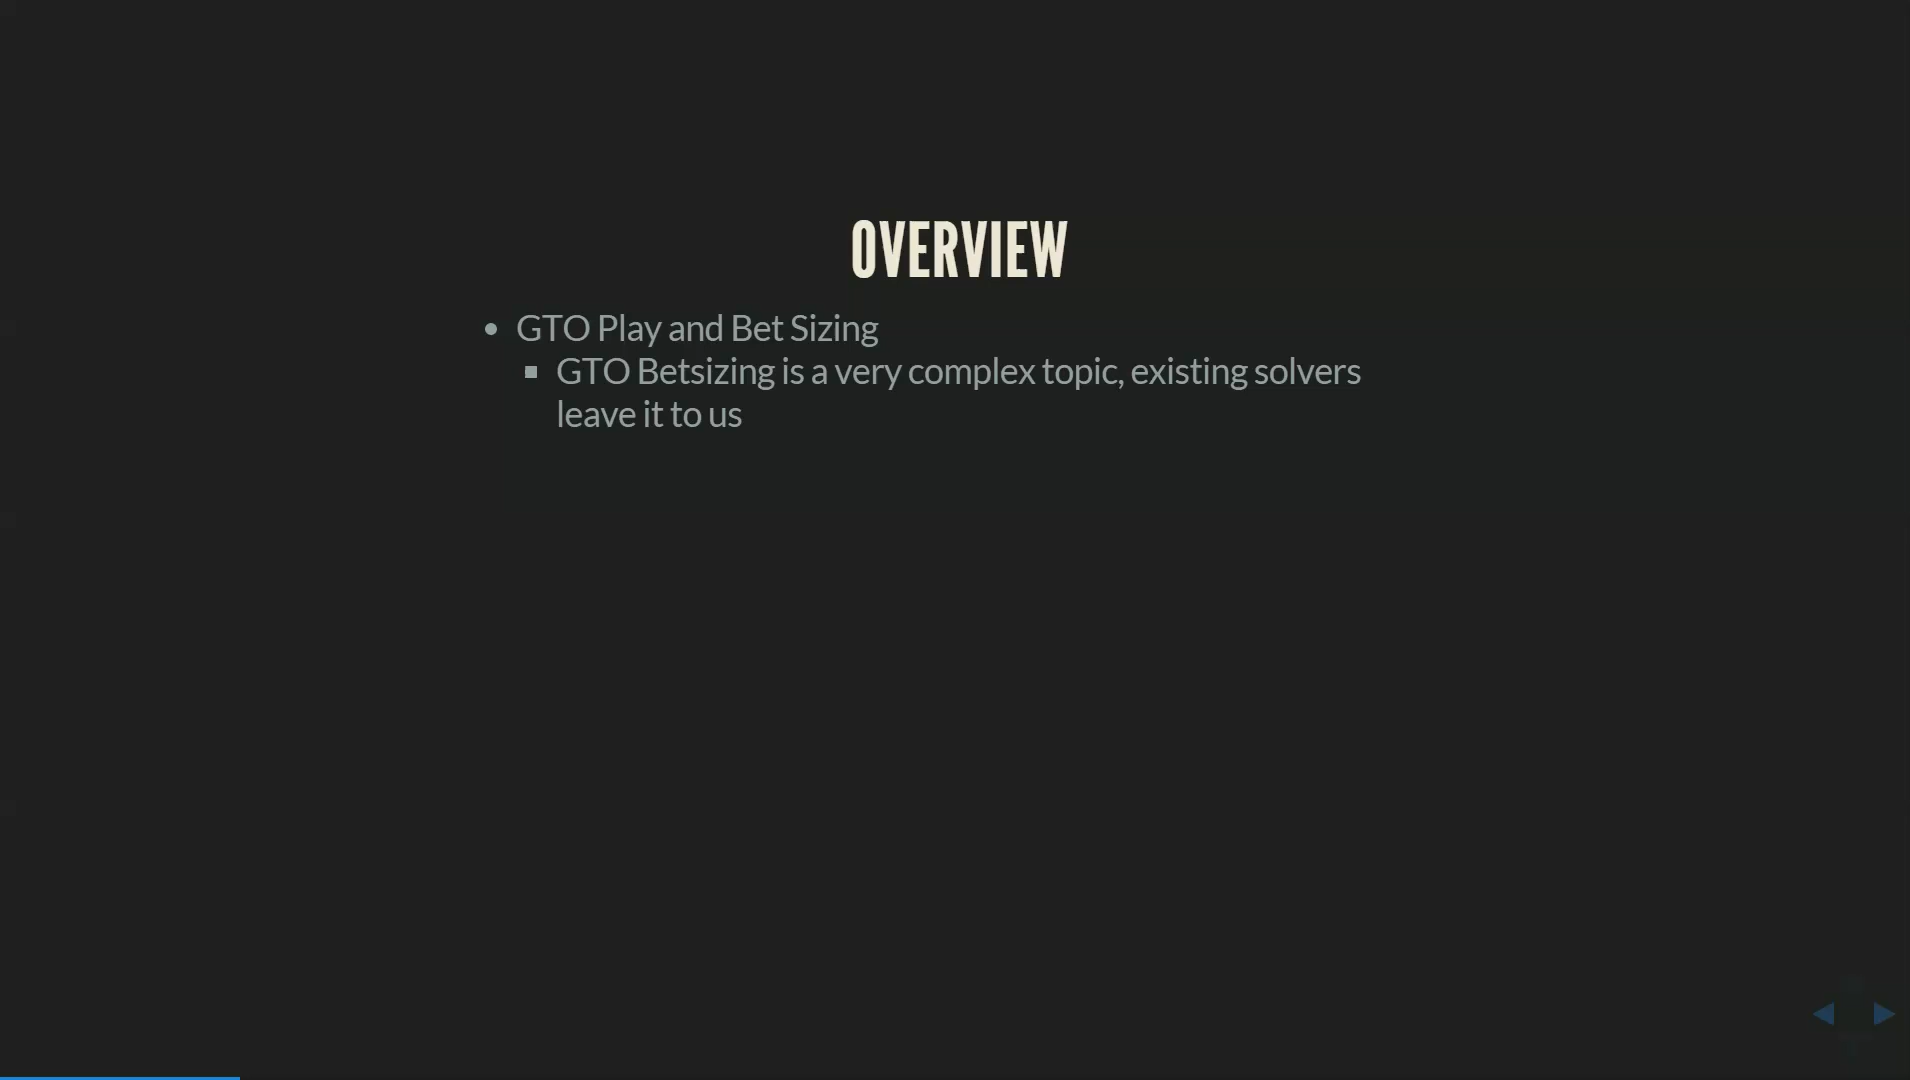 OVERVIEW
GTO Play and Bet Sizing
GTO Betsizing is a very complex topic, existing solvers
leave it to us